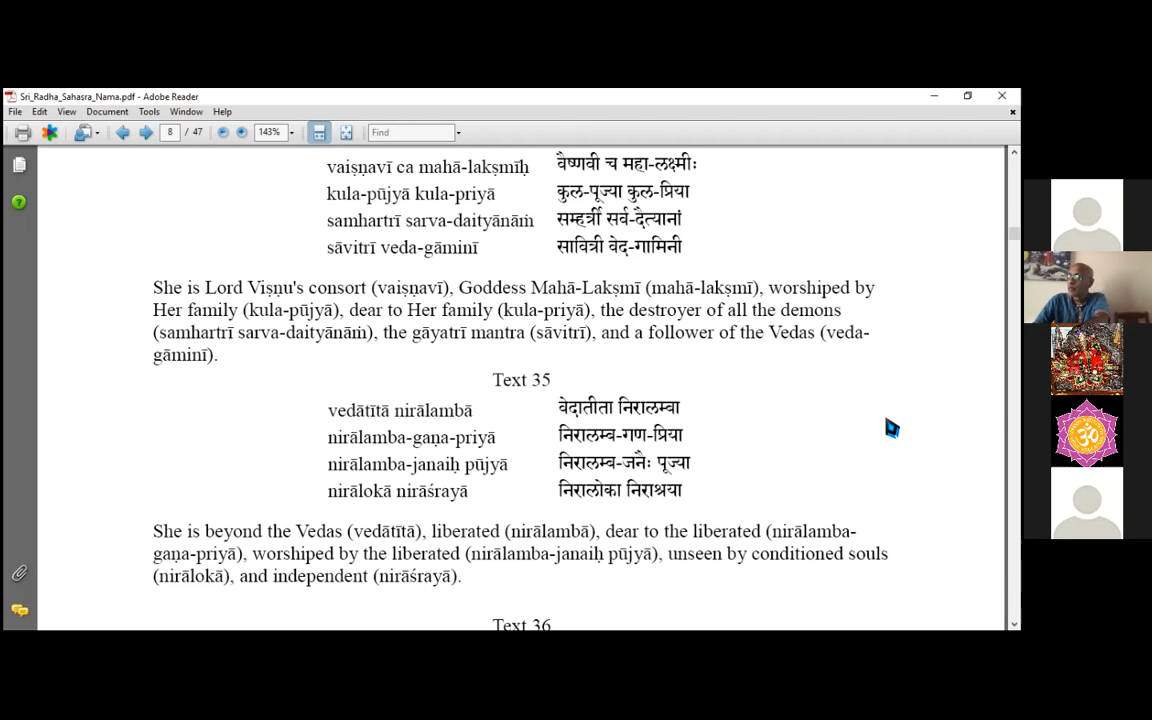 Sri_Radha_Sahasra_Nama.pdf - Adobe Reader
File Edit View Document Tools Window Help
8 / 47 143% Find
vaiṣṇavī ca mahā-lakṣmīḥ वैष्णवी च महा-लक्ष्मीः
kula-pūjyā kula-priyā कुल-पूज्या कुल-प्रिया
samhartrī sarva-daityānāṁ सम्हर्त्री सर्व-दैत्यानां
sāvitrī veda-gāminī सावित्री वेद-गामिनी
She is Lord Viṣṇu's consort (vaiṣṇavī), Goddess Mahā-Lakṣmī (mahā-lakṣmī), worshiped by
Her family (kula-pūjyā), dear to Her family (kula-priyā), the destroyer of all the demons
(samhartrī sarva-daityānāṁ), the gāyatrī mantra (sāvitrī), and a follower of the Vedas (veda-
gāminī).
Text 35
vedātītā nirālambā वेदातीता निरालम्बा
nirālamba-gaṇa-priyā निरालम्ब-गण-प्रिया
nirālamba-janaiḥ pūjyā निरालम्ब-जनैः पूज्या
nirālokā nirāśrayā निरालोका निराश्रया
She is beyond the Vedas (vedātītā), liberated (nirālambā), dear to the liberated (nirālamba-
gaṇa-priyā), worshiped by the liberated (nirālamba-janaiḥ pūjyā), unseen by conditioned souls
(nirālokā), and independent (nirāśrayā).
Text 36
ॐ